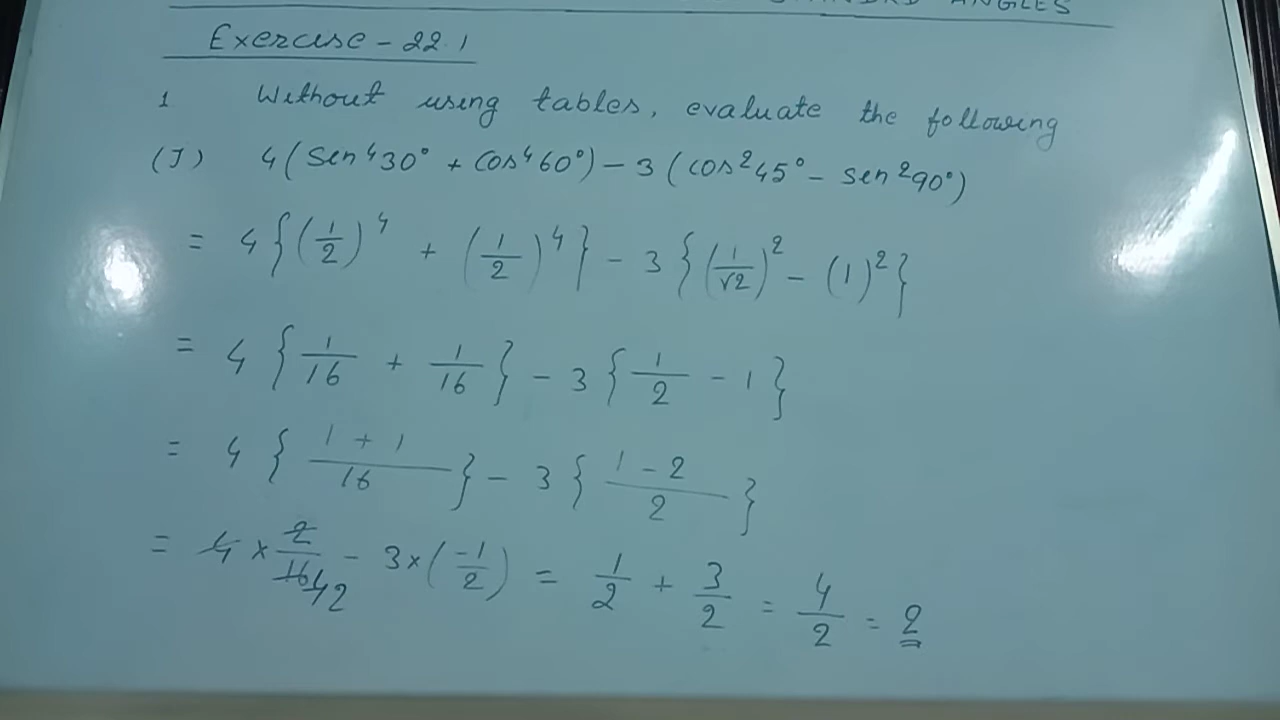 ANGLES
Exercise - 22.1
1 Without using tables, evaluate the following
(I) 4(sin⁴30° + cos⁴60°) - 3(cos²45° - sin²90°)
= 4{(1/2)⁴ + (1/2)⁴} - 3{(1/√2)² - (1)²}
= 4{1/16 + 1/16} - 3{1/2 - 1}
= 4{(1 + 1)/16} - 3{(1 - 2)/2}
= 4 × 2/16 4 2 - 3×(-1/2) = 1/2 + 3/2 = 4/2 = 2